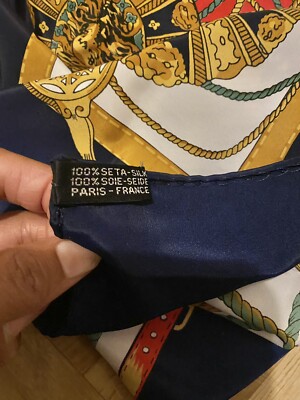 100% SETA-SILK
100% SOIE-SEIDE
PARIS - FRANCE